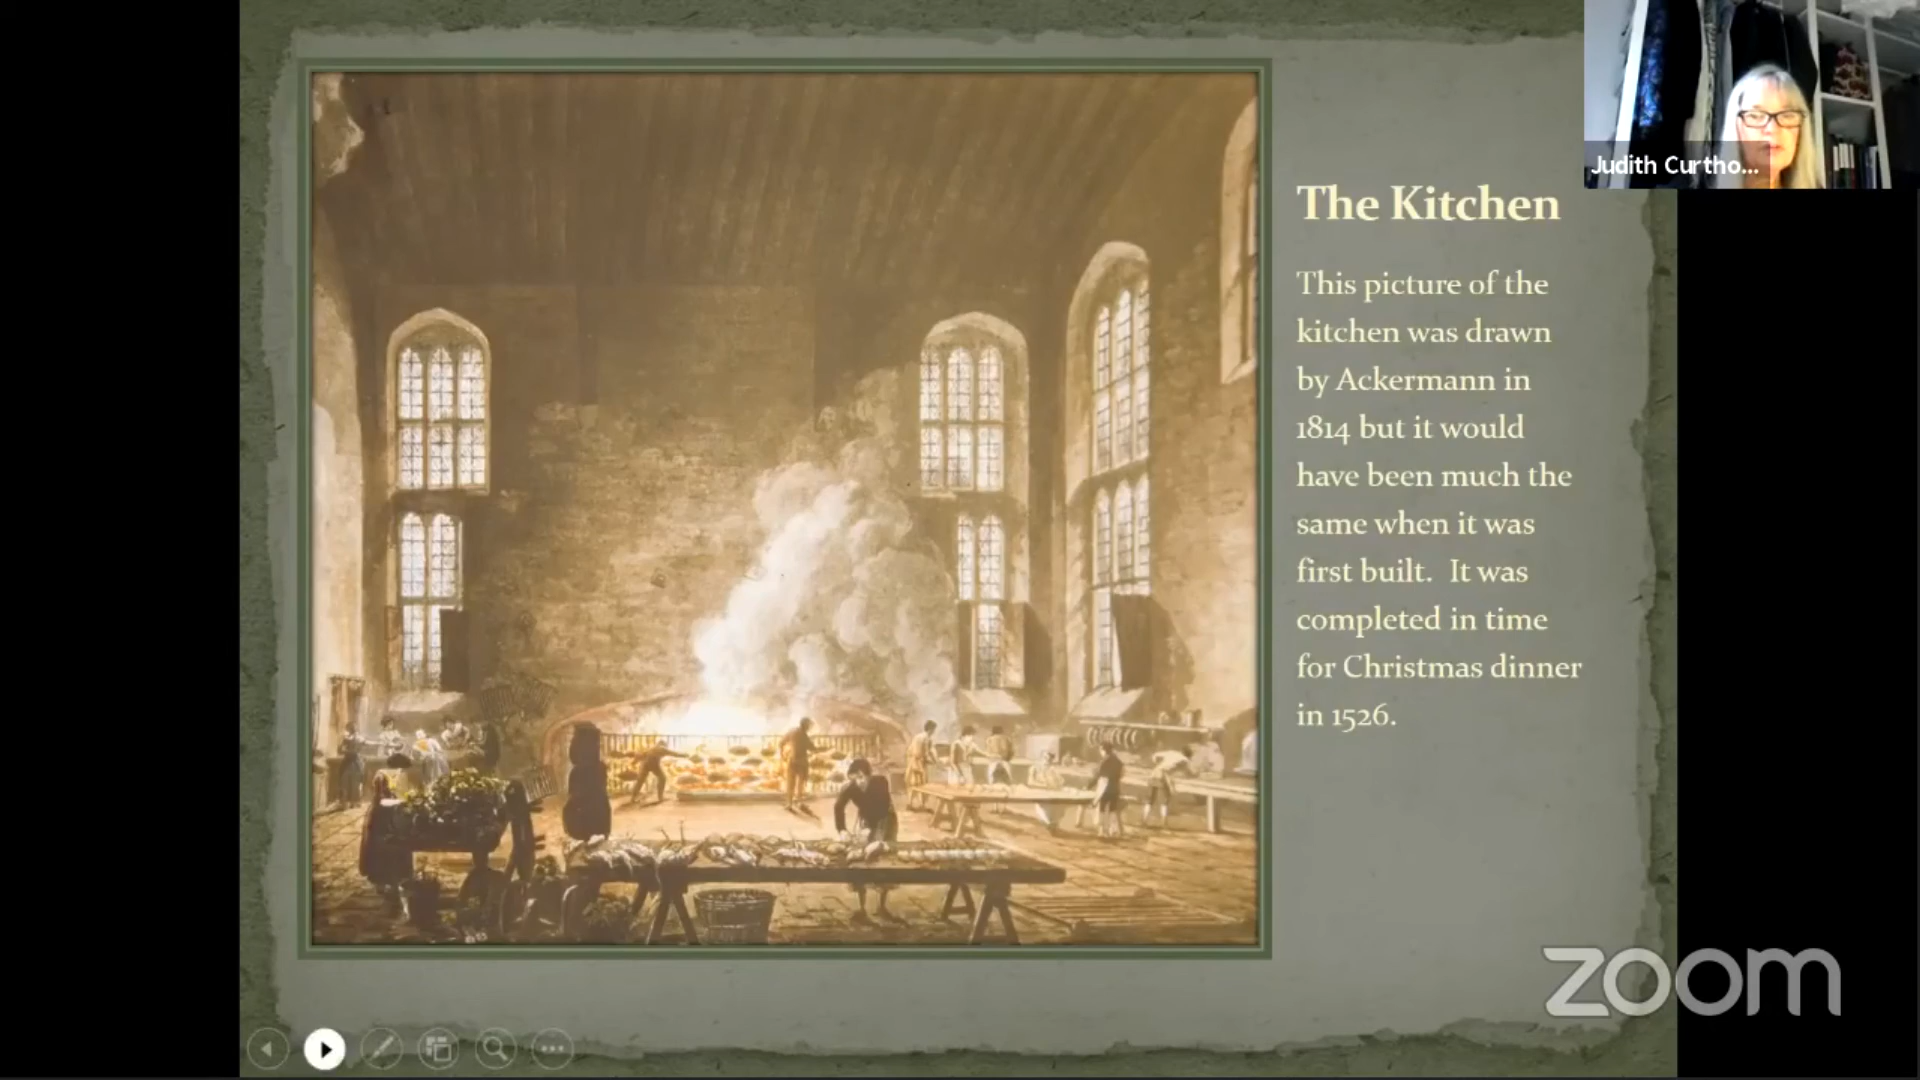 Judith Curtho...
The Kitchen
This picture of the
kitchen was drawn
by Ackermann in
1814 but it would
have been much the
same when it was
first built.  It was
completed in time
for Christmas dinner
in 1526.
zoom